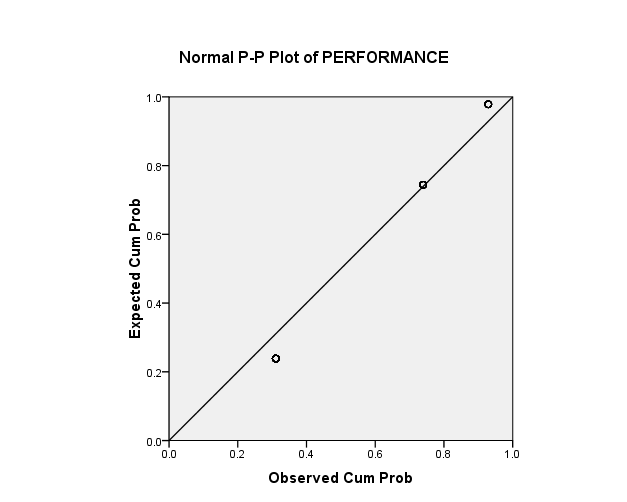 Normal P-P Plot of PERFORMANCE
1.0
0.8
0.6
0.4
0.2
0.0
Expected Cum Prob
0.0 0.2 0.4 0.6 0.8 1.0
Observed Cum Prob